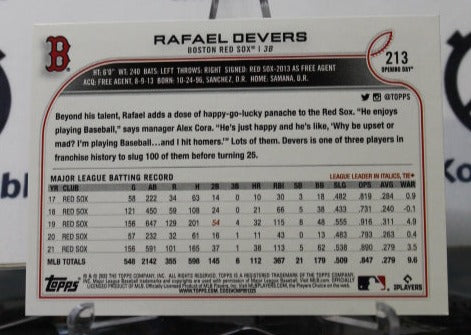 RAFAEL DEVERS
BOSTON RED SOX® | 3B
213
OPENING DAY®
HT: 6'0" WT: 240 BATS: LEFT THROWS: RIGHT SIGNED: RED SOX-2013 AS FREE AGENT
ACQ: FREE AGENT, 8-9-13 BORN: 10-24-96, SANCHEZ, D.R. HOME: SAMANA, D.R.
@TOPPS
Beyond his talent, Rafael adds a dose of happy-go-lucky panache to the Red Sox. "He enjoys
playing Baseball," says manager Alex Cora. "He's just happy and he's like, 'Why be upset or
mad? I'm playing Baseball...and I hit homers.'" Lots of them. Devers is one of three players in
franchise history to slug 100 of them before turning 25.
MAJOR LEAGUE BATTING RECORD LEAGUE LEADER IN ITALICS, TIE♦
YR CLUB G AB R H 2B 3B HR RBI SB BB SLG OPS AVG WAR
17 RED SOX 58 222 34 63 14 0 10 30 3 18 .482 .819 .284 0.9
18 RED SOX 121 450 59 108 24 0 21 66 5 38 .433 .731 .240 -0.1
19 RED SOX 156 647 129 201 54 4 32 115 8 48 .555 .916 .311
20 RED SOX 57 232 32 61 16 1 11 43 0 13 .483 .793 .263
21 RED SOX 156 591 101 165 37 1 38 113 5 62 .538 .890 .279 3.5
MLB TOTALS 548 2142 355 598 145 6 112 367 21 179 .509 .847 .279 9.6
Topps
WWW.TOPPS.COM
MLBPLAYERS.COM
PLAYERS